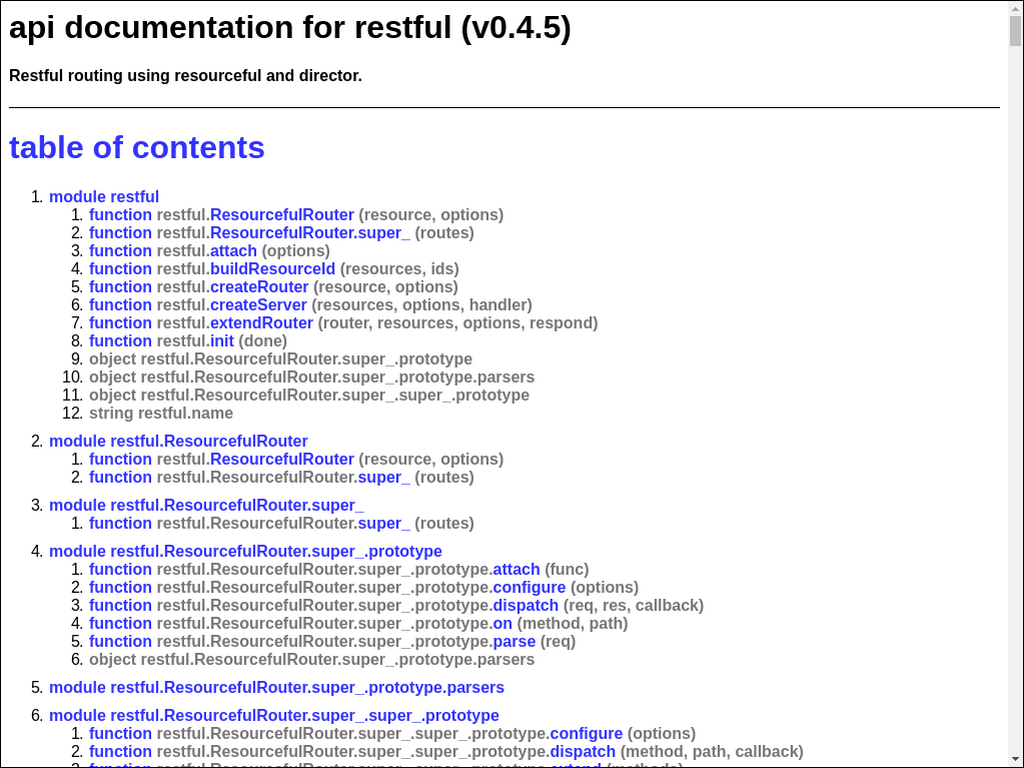 api documentation for restful (v0.4.5)
Restful routing using resourceful and director.
table of contents
1. module restful
1. function restful.ResourcefulRouter (resource, options)
2. function restful.ResourcefulRouter.super_ (routes)
3. function restful.attach (options)
4. function restful.buildResourceId (resources, ids)
5. function restful.createRouter (resource, options)
6. function restful.createServer (resources, options, handler)
7. function restful.extendRouter (router, resources, options, respond)
8. function restful.init (done)
9. object restful.ResourcefulRouter.super_.prototype
10. object restful.ResourcefulRouter.super_.prototype.parsers
11. object restful.ResourcefulRouter.super_.super_.prototype
12. string restful.name
2. module restful.ResourcefulRouter
1. function restful.ResourcefulRouter (resource, options)
2. function restful.ResourcefulRouter.super_ (routes)
3. module restful.ResourcefulRouter.super_
1. function restful.ResourcefulRouter.super_ (routes)
4. module restful.ResourcefulRouter.super_.prototype
1. function restful.ResourcefulRouter.super_.prototype.attach (func)
2. function restful.ResourcefulRouter.super_.prototype.configure (options)
3. function restful.ResourcefulRouter.super_.prototype.dispatch (req, res, callback)
4. function restful.ResourcefulRouter.super_.prototype.on (method, path)
5. function restful.ResourcefulRouter.super_.prototype.parse (req)
6. object restful.ResourcefulRouter.super_.prototype.parsers
5. module restful.ResourcefulRouter.super_.prototype.parsers
6. module restful.ResourcefulRouter.super_.super_.prototype
1. function restful.ResourcefulRouter.super_.super_.prototype.configure (options)
2. function restful.ResourcefulRouter.super_.super_.prototype.dispatch (method, path, callback)
3. function restful.ResourcefulRouter.super_.super_.prototype.extend (methods)